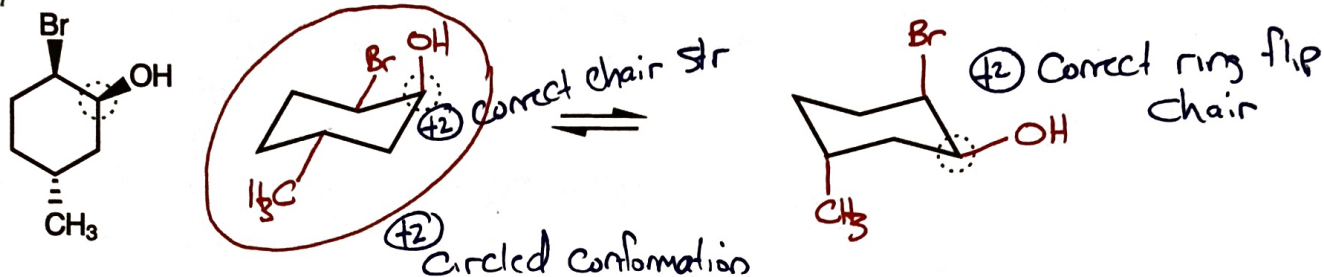 Br
OH
CH3
Br
OH
H3C
+2 Correct chair str
+2
Circled conformation
Br
OH
CH3
+2 Correct ring flip
chair